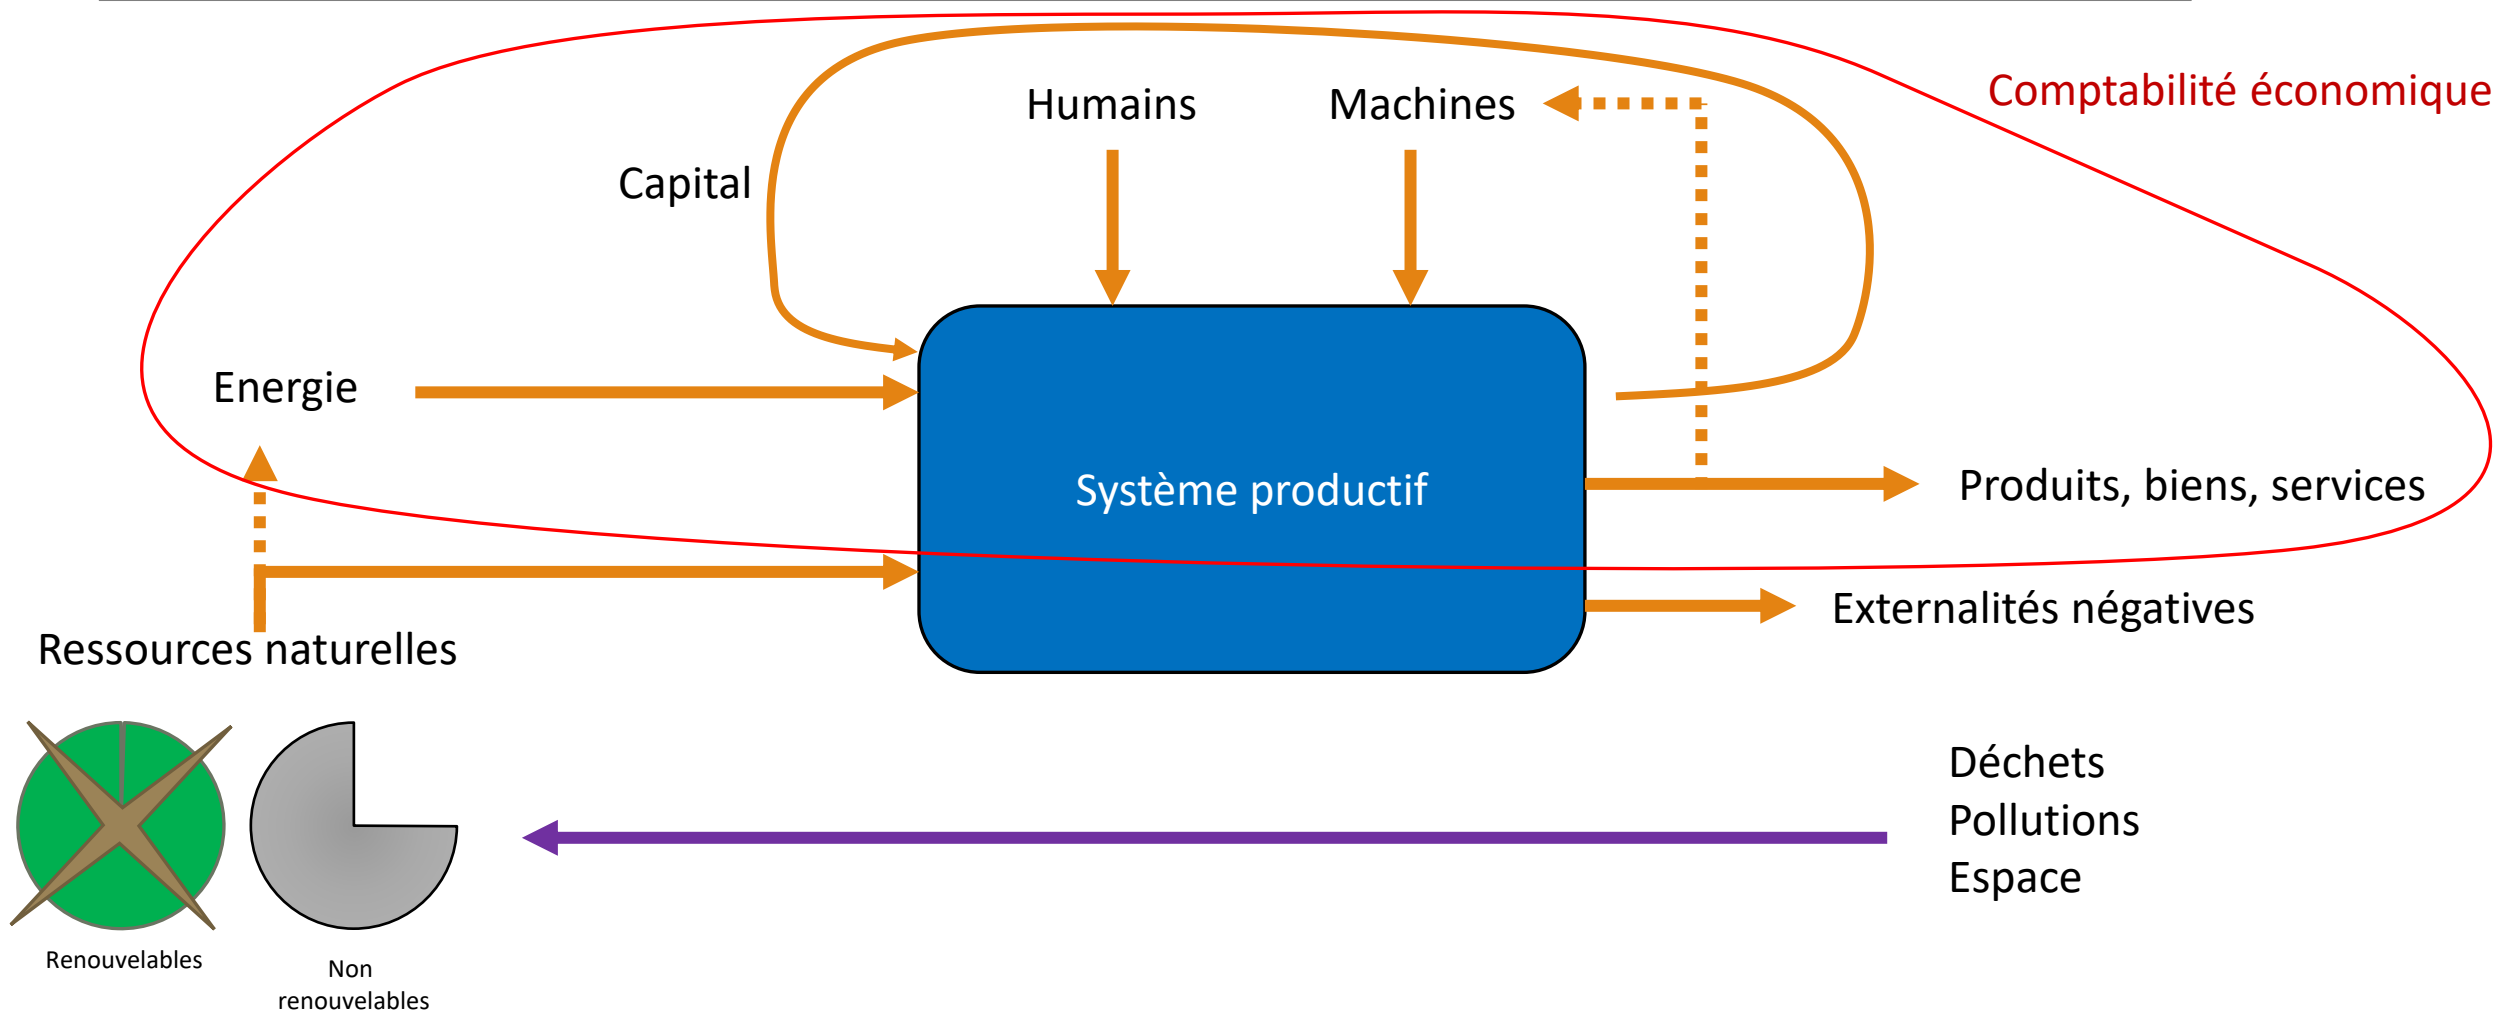 Comptabilité économique
Humains
Machines
Capital
Energie
Système productif
Produits, biens, services
Externalités négatives
Ressources naturelles
Déchets
Pollutions
Espace
Renouvelables
Non
renouvelables